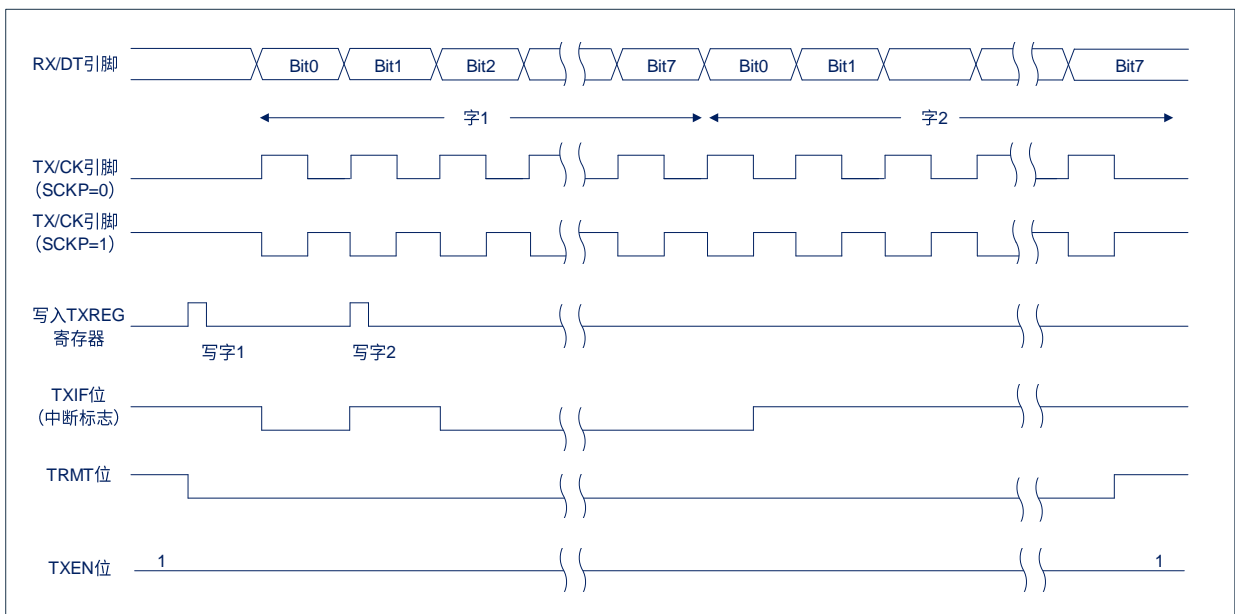 RX/DT引脚
Bit0 Bit1 Bit2 Bit7 Bit0 Bit1 Bit7
字1 字2
TX/CK引脚
（SCKP=0）
TX/CK引脚
（SCKP=1）
写入TXREG
寄存器
写字1 写字2
TXIF位
（中断标志）
TRMT位
TXEN位 1 1